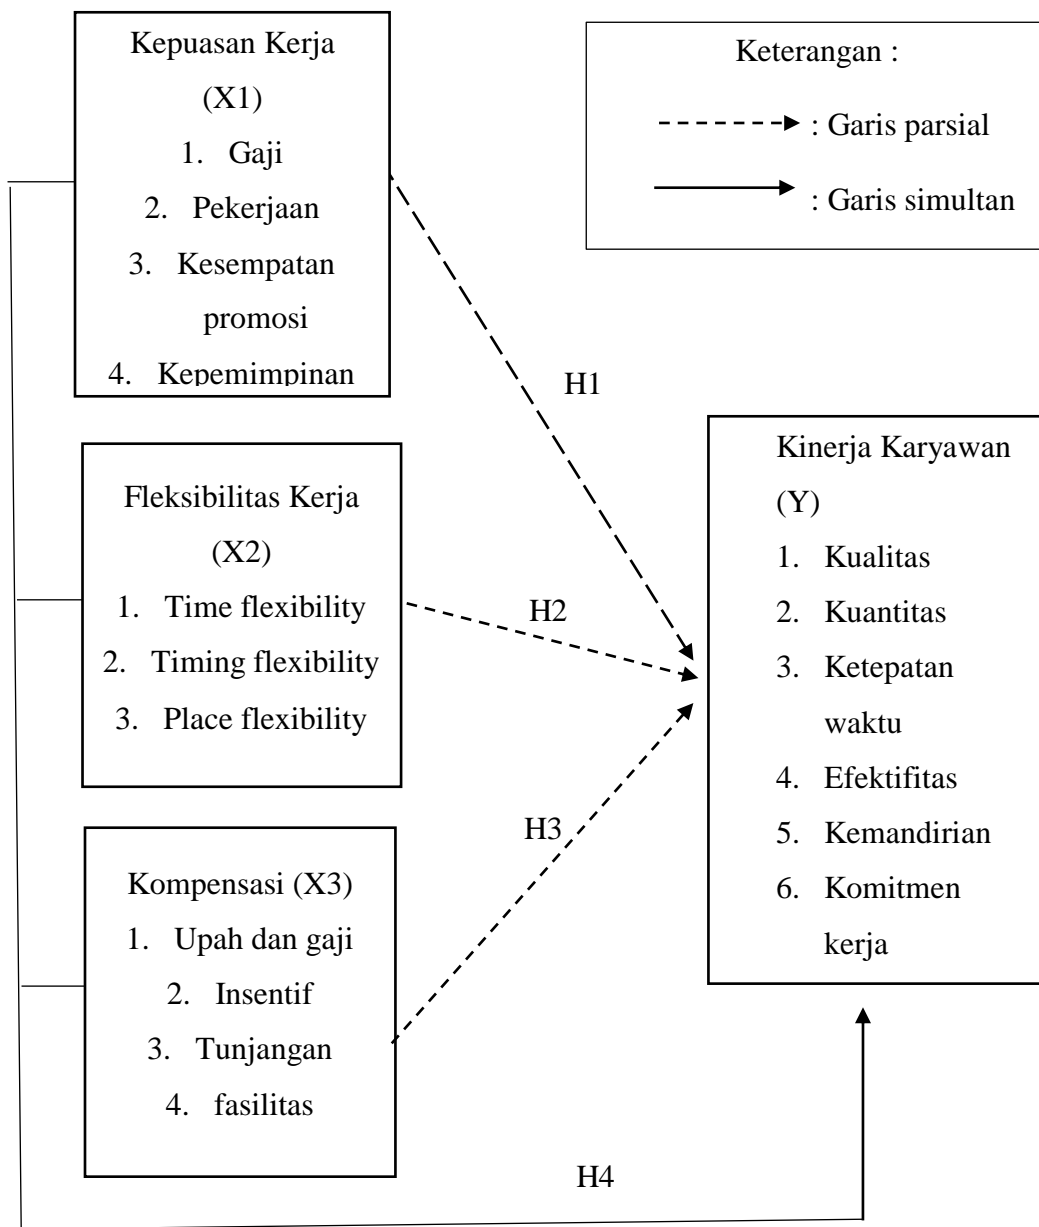 Kepuasan Kerja
(X1)
1. Gaji
2. Pekerjaan
3. Kesempatan
promosi
4. Kepemimpinan
Keterangan :
: Garis parsial
: Garis simultan
H1
Fleksibilitas Kerja
(X2)
1. Time flexibility
2. Timing flexibility
3. Place flexibility
H2
Kinerja Karyawan
(Y)
1. Kualitas
2. Kuantitas
3. Ketepatan
waktu
4. Efektifitas
5. Kemandirian
6. Komitmen
kerja
H3
Kompensasi (X3)
1. Upah dan gaji
2. Insentif
3. Tunjangan
4. fasilitas
H4